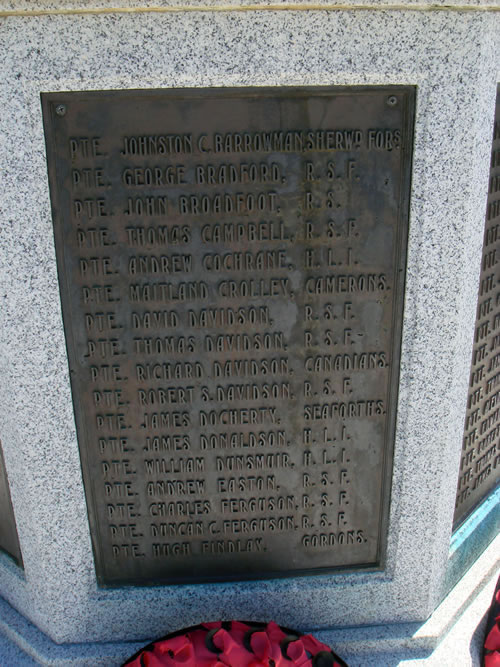 PTE. JOHNSTON C. BARROWMAN, SHERWD FORS.
PTE. GEORGE BRADFORD, R. S. F.
PTE. JOHN BROADFOOT, R. S.
PTE. THOMAS CAMPBELL, R. S. F.
PTE. ANDREW COCHRANE, H. L. I.
PTE. MAITLAND CROLLEY, CAMERONS.
PTE. DAVID DAVIDSON, R. S. F.
PTE. THOMAS DAVIDSON, R. S. F.
PTE. RICHARD DAVIDSON, CANADIANS.
PTE. ROBERT S. DAVIDSON, R. S. F.
PTE. JAMES DOCHERTY, SEAFORTHS.
PTE. JAMES DONALDSON, H. L. I.
PTE. WILLIAM DUNSMUIR, H. L. I.
PTE. ANDREW EASTON, R. S. F.
PTE. CHARLES FERGUSON, R. S. F.
PTE. DUNCAN C. FERGUSON, R. S. F.
PTE. HUGH FINDLAY, GORDONS.